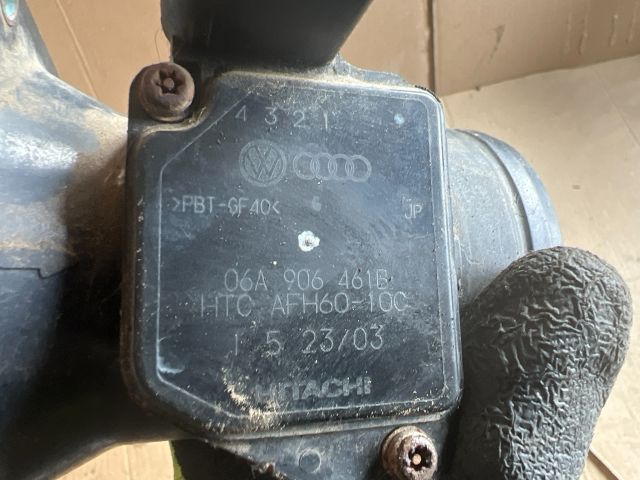 4 3 2 1
>PBT-GF40< JP
06A 906 461B
HTC AFH60-10C
1 5 23/03
HITACHI